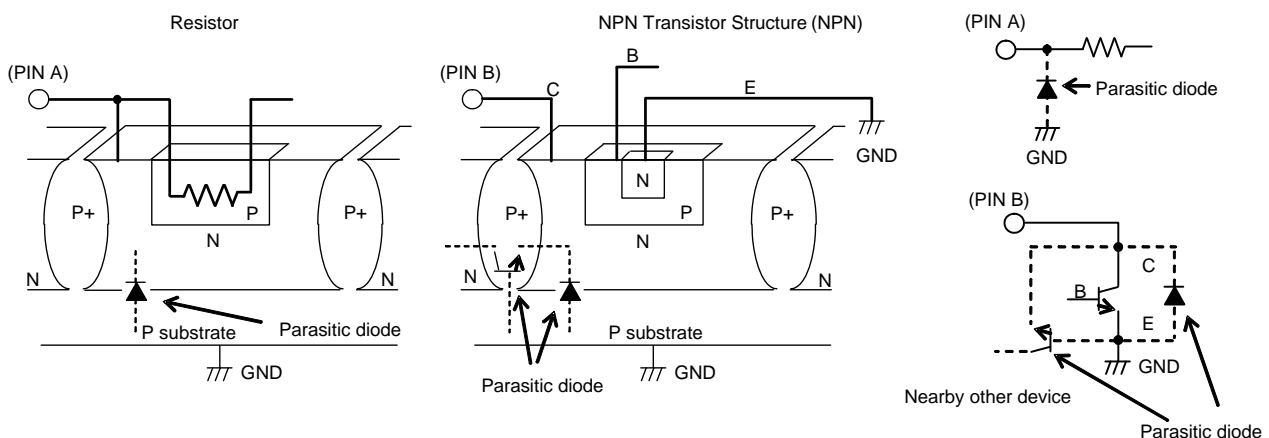 Resistor
(PIN A)
P+
P
P+
N
N
N
P substrate
Parasitic diode
GND
NPN Transistor Structure (NPN)
(PIN B)
C
B
E
GND
P+
N
P
P+
N
N
N
P substrate
GND
Parasitic diode
(PIN A)
Parasitic diode
GND
(PIN B)
C
B
E
GND
Nearby other device
Parasitic diode